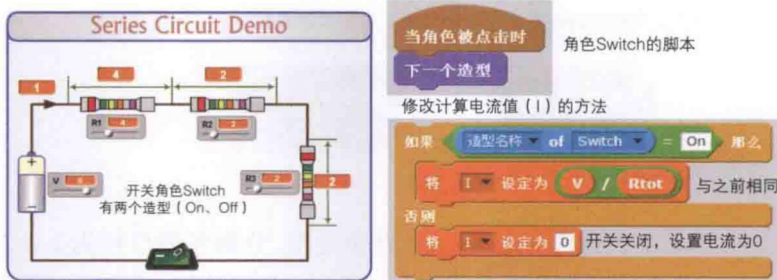 Series Circuit Demo
4
2
1
R1 4
R2 2
V 8
R3 2
2
开关角色Switch
有两个造型（On、Off）
当角色被点击时
下一个造型
角色Switch的脚本
修改计算电流值（I）的方法
如果 造型名称 of Switch = On 那么
将 I 设定为 V / Rtot 与之前相同
否则
将 I 设定为 0 开关关闭，设置电流为0